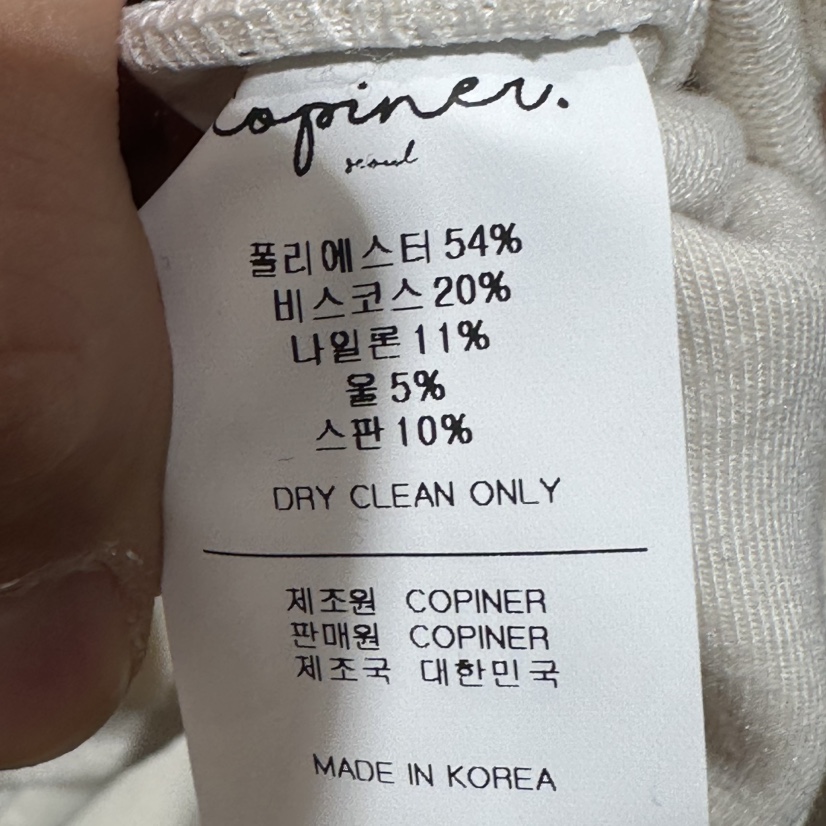 copiner.
seoul
폴리에스터 54%
비스코스 20%
나일론 11%
울 5%
스판 10%
DRY CLEAN ONLY
제조원 COPINER
판매원 COPINER
제조국 대한민국
MADE IN KOREA